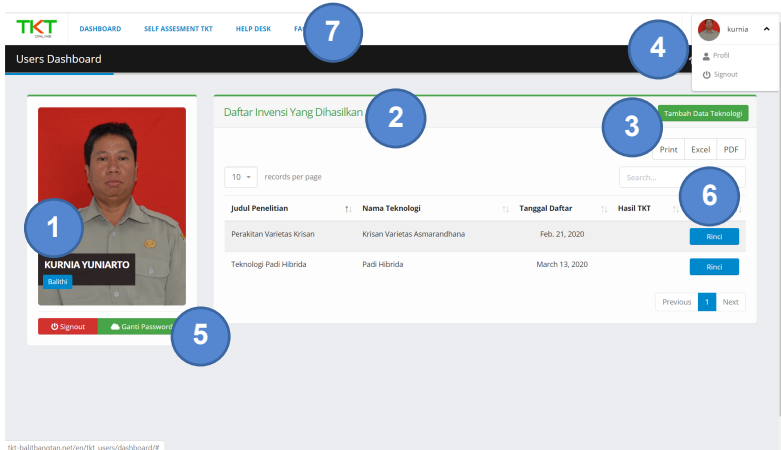 TKT
ONLINE
DASHBOARD SELF ASSESMENT TKT HELP DESK
7
kurnia
4
Profil
Signout
Users Dashboard
Daftar Invensi Yang Dihasilkan
2
3
Tambah Data Teknologi
Print Excel PDF
10 records per page
Search...
6
Judul Penelitian Nama Teknologi Tanggal Daftar Hasil TKT
Perakitan Varietas Krisan Krisan Varietas Asmarandhana Feb. 21, 2020 Rinci
Teknologi Padi Hibrida Padi Hibrida March 13, 2020 Rinci
Previous 1 Next
1
KURNIA YUNIARTO
Balithi
Signout Ganti Password
5
tkt-balitbangtan.net/en/tkt_users/dashboard/#